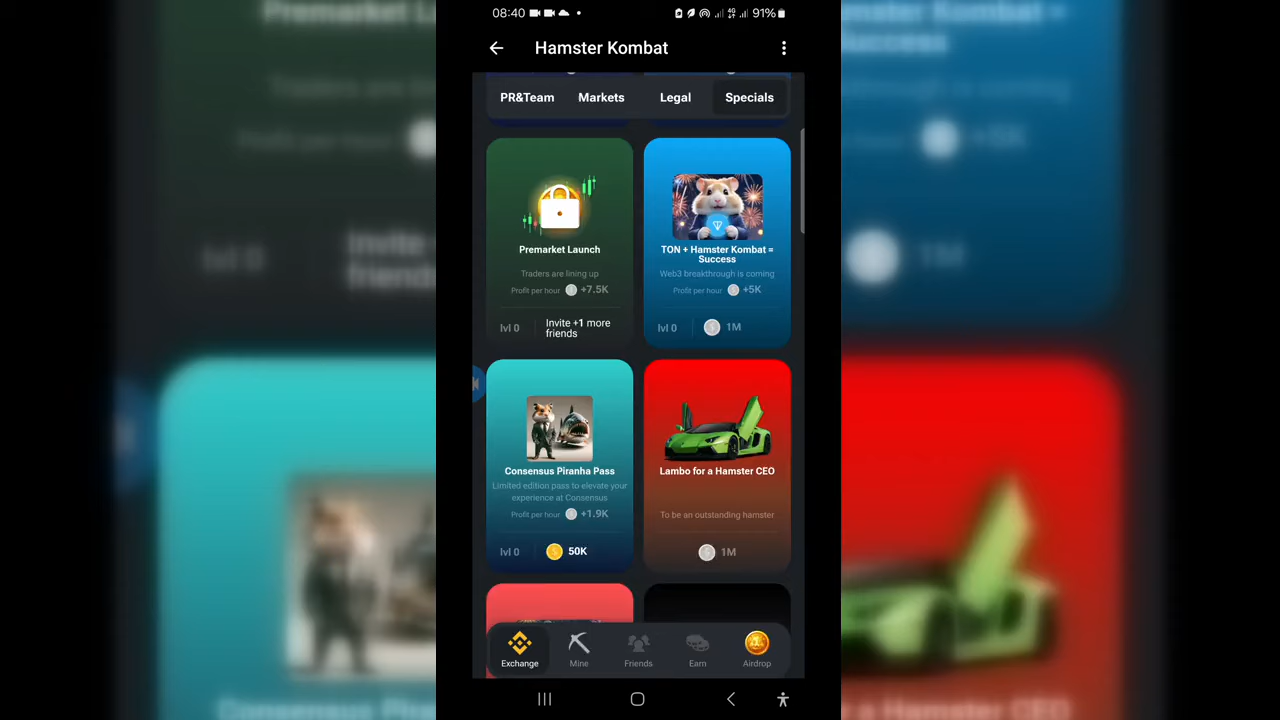 08:40
91%
Hamster Kombat
PR&Team Markets Legal Specials
Premarket Launch
Traders are lining up
Profit per hour +7.5K
lvl 0
Invite +1 more
friends
TON + Hamster Kombat =
Success
Web3 breakthrough is coming
Profit per hour +5K
lvl 0 1M
Consensus Piranha Pass
Limited edition pass to elevate your
experience at Consensus
Profit per hour +1.9K
lvl 0 50K
Lambo for a Hamster CEO
To be an outstanding hamster
1M
Exchange Mine Friends Earn Airdrop